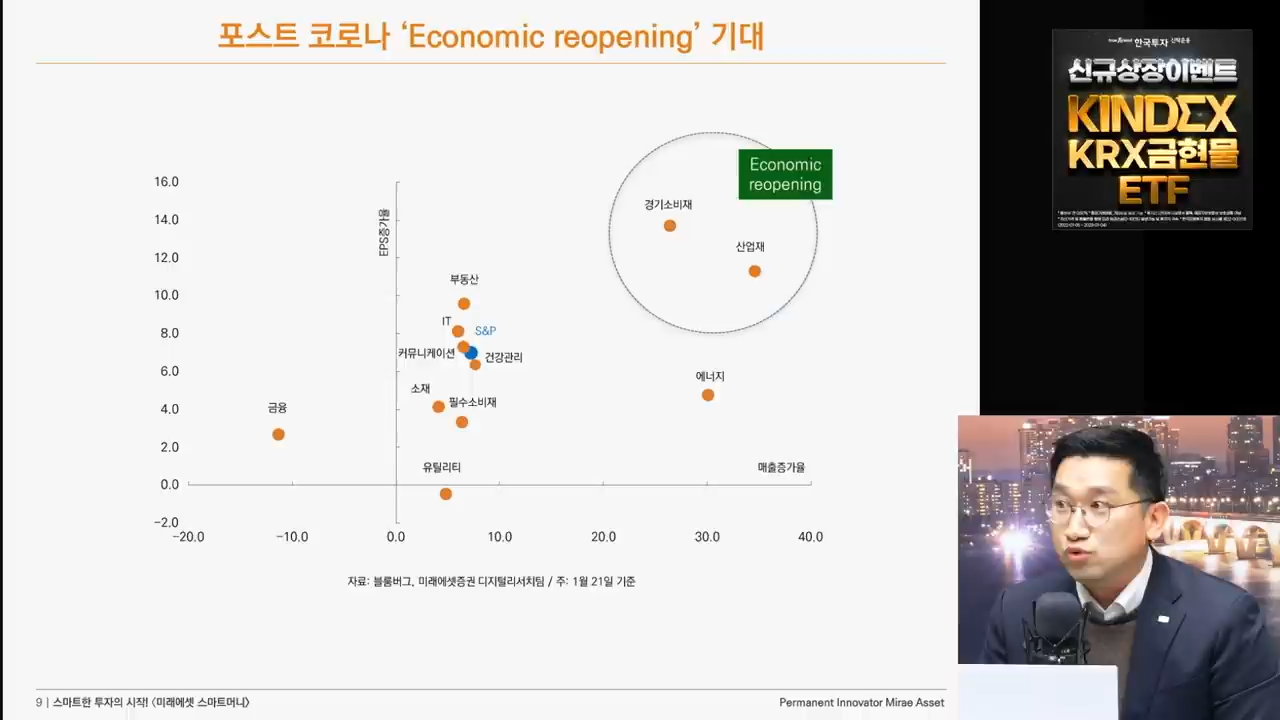 포스트 코로나 ‘Economic reopening’ 기대
Economic
reopening
16.0
14.0
12.0
10.0
8.0
6.0
4.0
2.0
0.0
−2.0
EPS증가율
경기소비재
산업재
부동산
IT
S&P
커뮤니케이션
건강관리
에너지
소재
필수소비재
금융
유틸리티
매출증가율
−20.0
−10.0
0.0
10.0
20.0
30.0
40.0
자료: 블룸버그, 미래에셋증권 디지털리서치팀 / 주: 1월 21일 기준
9 | 스마트한 투자의 시작! 〈미래에셋 스마트머니〉
Permanent Innovator Mirae Asset
한국투자 신탁운용
신규상장이벤트
KINDEX
KRX금현물
ETF